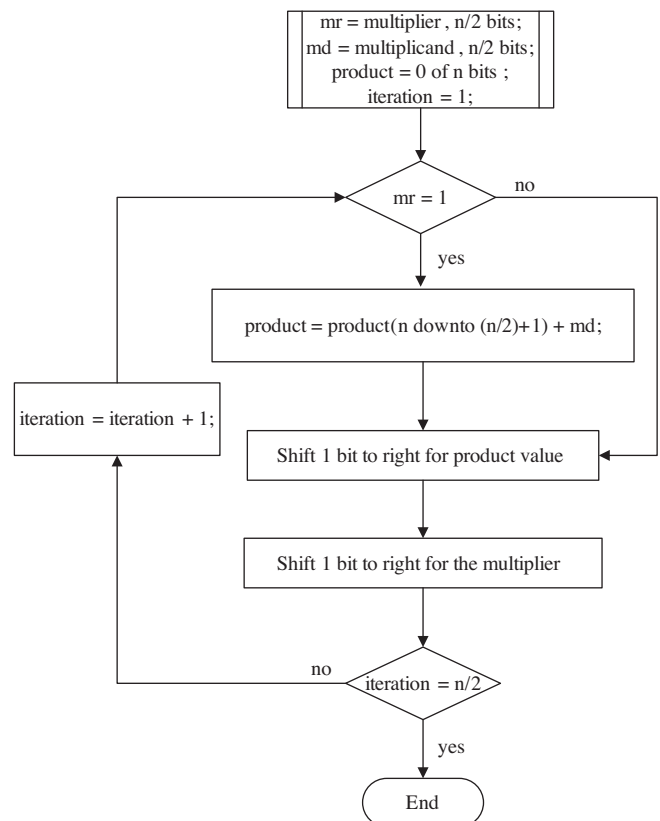 mr = multiplier , n/2 bits;
md = multiplicand , n/2 bits;
product = 0 of n bits ;
iteration = 1;
mr = 1
no
yes
product = product(n downto (n/2)+1) + md;
iteration = iteration + 1;
Shift 1 bit to right for product value
Shift 1 bit to right for the multiplier
no
iteration = n/2
yes
End